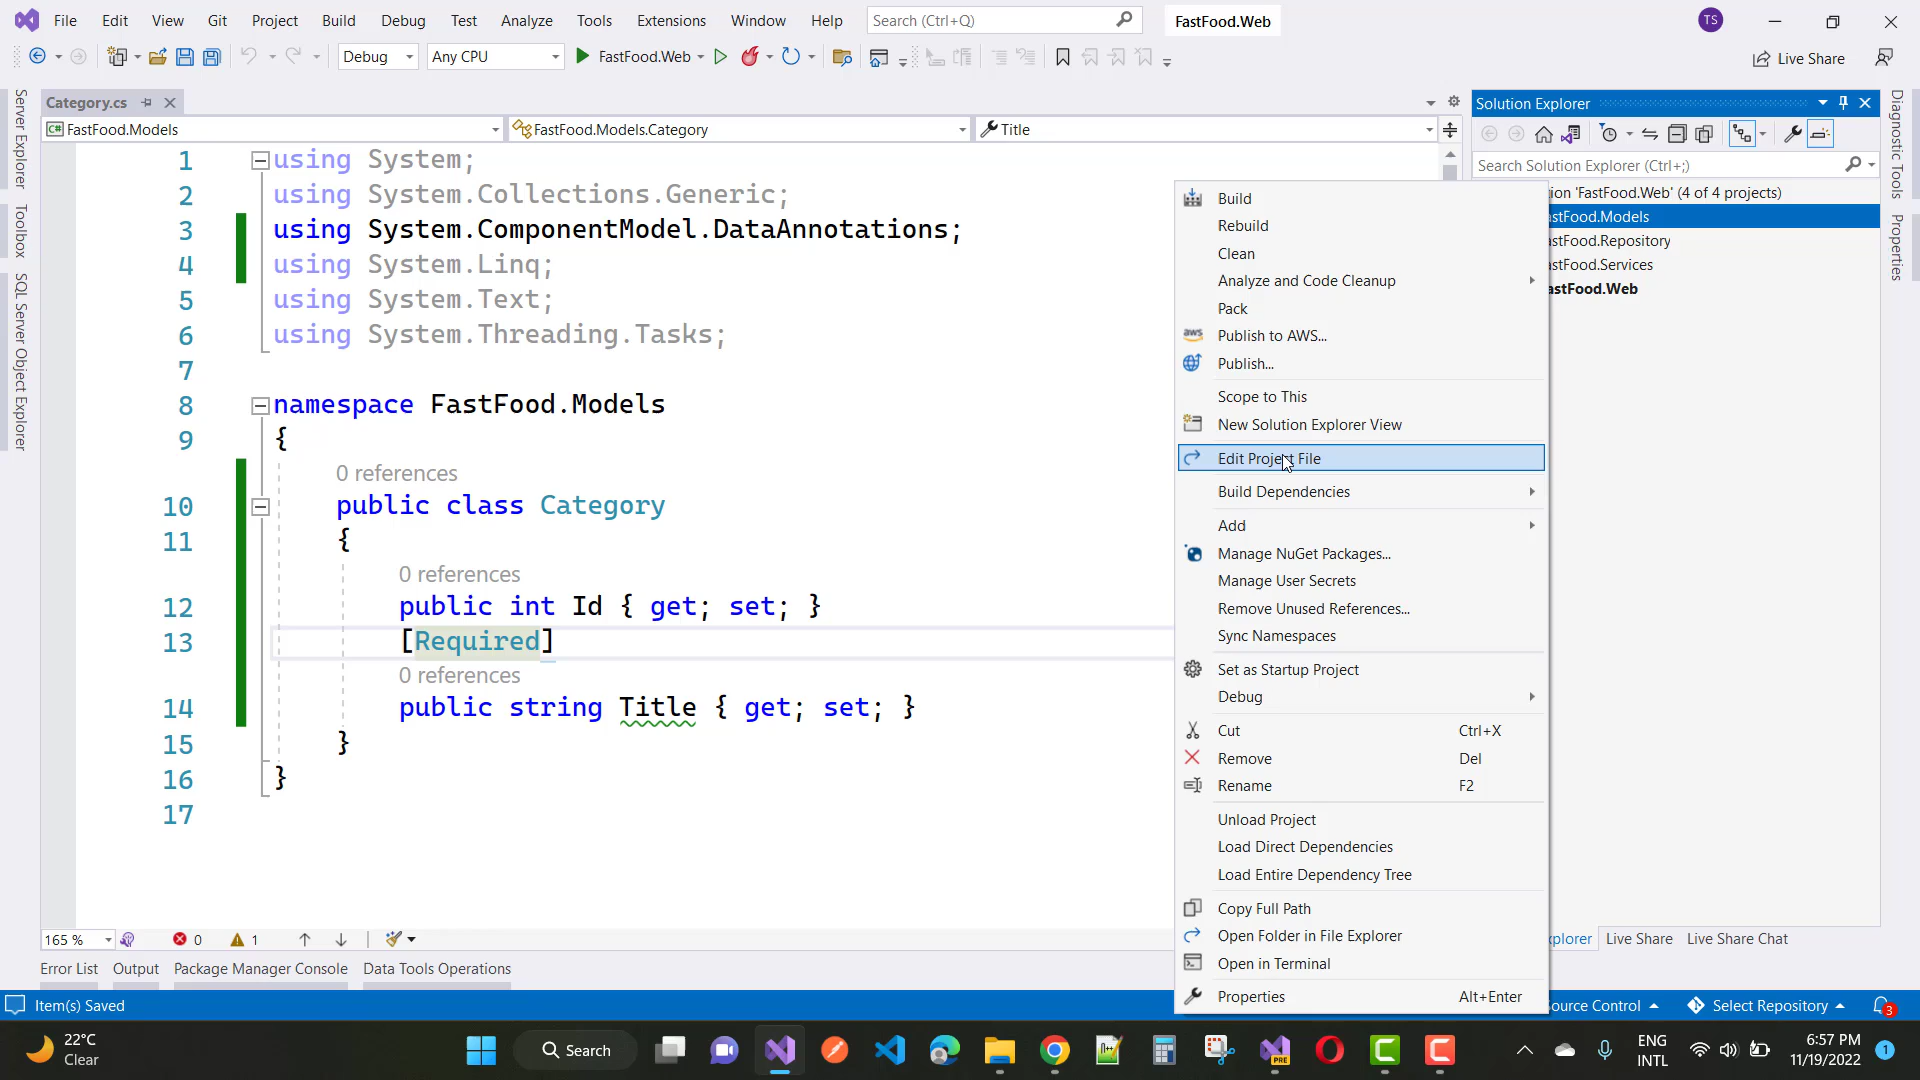 File Edit View Git Project Build Debug Test Analyze Tools Extensions Window Help Search (Ctrl+Q) FastFood.Web TS
Debug Any CPU FastFood.Web Live Share
Server Explorer
Toolbox
SQL Server Object Explorer
Category.cs
C# FastFood.Models FastFood.Models.Category Title
1 using System;
2 using System.Collections.Generic;
3 using System.ComponentModel.DataAnnotations;
4 using System.Linq;
5 using System.Text;
6 using System.Threading.Tasks;
7
8 namespace FastFood.Models
9 {
0 references
10 public class Category
11 {
0 references
12 public int Id { get; set; }
13 [Required]
0 references
14 public string Title { get; set; }
15 }
16 }
17
165 % 0 1
Error List Output Package Manager Console Data Tools Operations
Build
Rebuild
Clean
Analyze and Code Cleanup
Pack
aws Publish to AWS...
Publish...
Scope to This
New Solution Explorer View
Edit Project File
Build Dependencies
Add
Manage NuGet Packages...
Manage User Secrets
Remove Unused References...
Sync Namespaces
Set as Startup Project
Debug
Cut Ctrl+X
Remove Del
Rename F2
Unload Project
Load Direct Dependencies
Load Entire Dependency Tree
Copy Full Path
Open Folder in File Explorer
Open in Terminal
Properties Alt+Enter
Solution Explorer
Search Solution Explorer (Ctrl+;)
ion 'FastFood.Web' (4 of 4 projects)
astFood.Models
astFood.Repository
astFood.Services
astFood.Web
xplorer Live Share Live Share Chat
Diagnostic Tools
Properties
Item(s) Saved ource Control Select Repository 3
22°C
Clear
Search
PRE
ENG
INTL
6:57 PM
11/19/2022
1